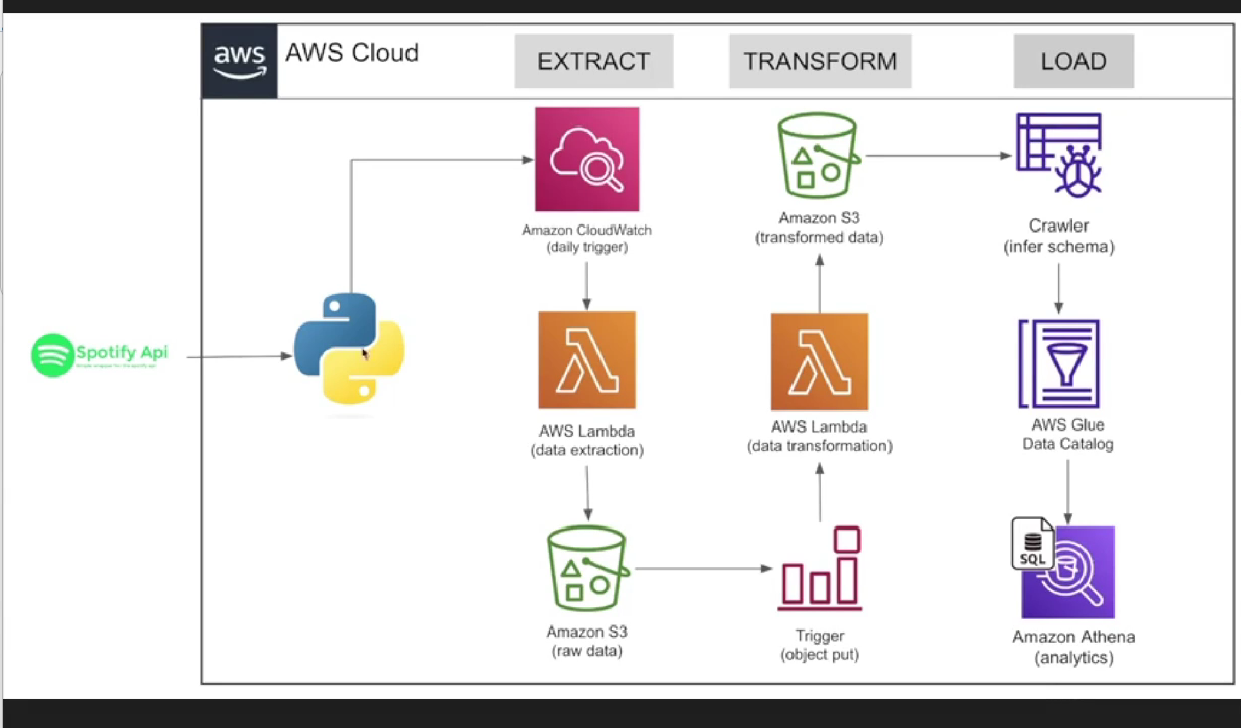 aws
AWS Cloud
EXTRACT
TRANSFORM
LOAD
Spotify Api
Amazon CloudWatch
(daily trigger)
AWS Lambda
(data extraction)
Amazon S3
(raw data)
Amazon S3
(transformed data)
AWS Lambda
(data transformation)
Trigger
(object put)
Crawler
(infer schema)
AWS Glue
Data Catalog
SQL
Amazon Athena
(analytics)